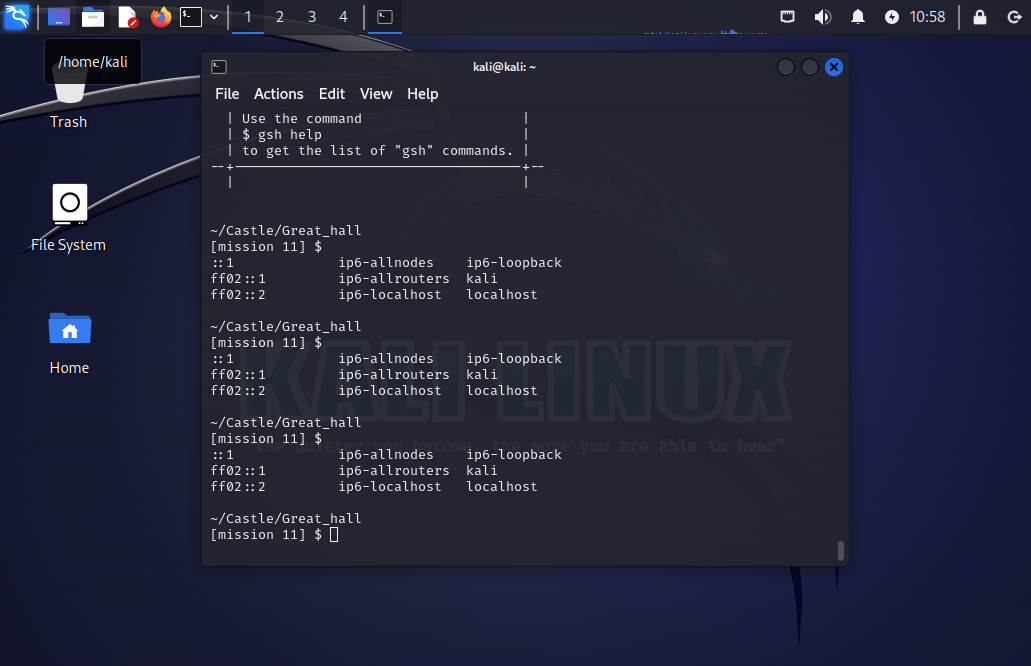 1 2 3 4 10:58
/home/kali
Trash
File System
Home
kali@kali: ~
File Actions Edit View Help
| Use the command |
| $ gsh help |
| to get the list of "gsh" commands. |
~/Castle/Great_hall
[mission 11] $
::1 ip6-allnodes ip6-loopback
ff02::1 ip6-allrouters kali
ff02::2 ip6-localhost localhost
~/Castle/Great_hall
[mission 11] $
::1 ip6-allnodes ip6-loopback
ff02::1 ip6-allrouters kali
ff02::2 ip6-localhost localhost
~/Castle/Great_hall
[mission 11] $
::1 ip6-allnodes ip6-loopback
ff02::1 ip6-allrouters kali
ff02::2 ip6-localhost localhost
~/Castle/Great_hall
[mission 11] $
KALI LINUX
"the quieter you become, the more you are able to hear"